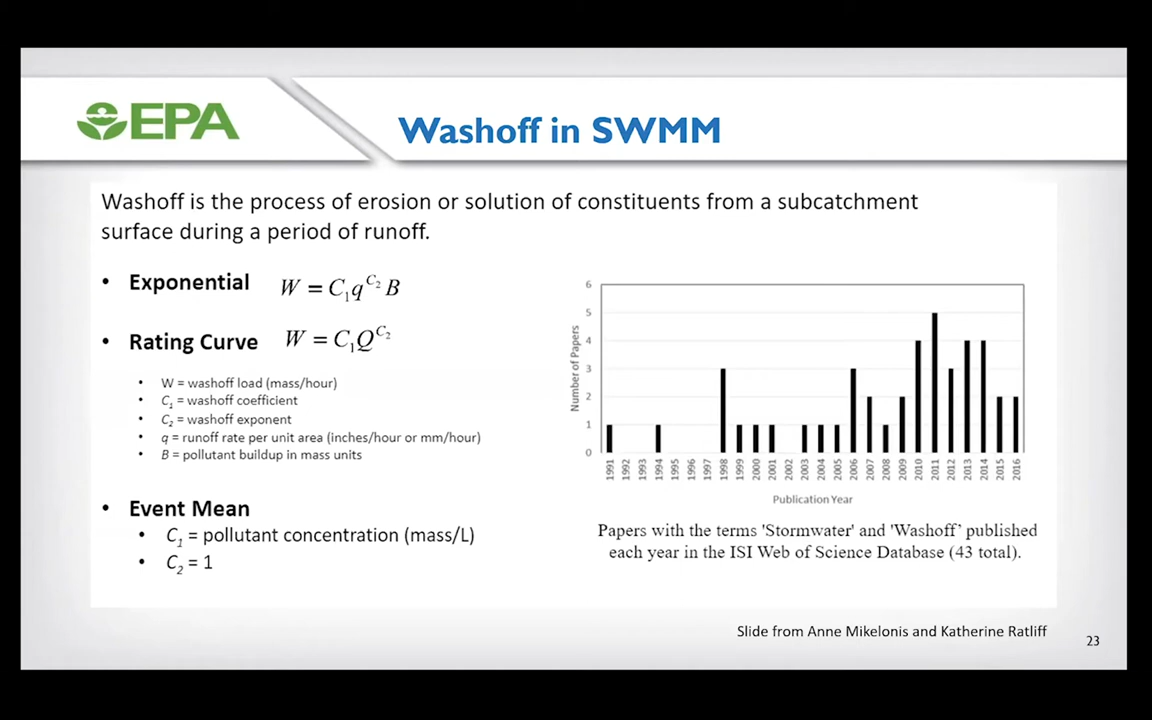 EPA
Washoff in SWMM
Washoff is the process of erosion or solution of constituents from a subcatchment
surface during a period of runoff.
• Exponential W = C₁q^C₂ B
• Rating Curve W = C₁Q^C₂
• W = washoff load (mass/hour)
• C₁ = washoff coefficient
• C₂ = washoff exponent
• q = runoff rate per unit area (inches/hour or mm/hour)
• B = pollutant buildup in mass units
• Event Mean
• C₁ = pollutant concentration (mass/L)
• C₂ = 1
Number of Papers
6
5
4
3
2
1
0
1991 1992 1993 1994 1995 1996 1997 1998 1999 2000 2001 2002 2003 2004 2005 2006 2007 2008 2009 2010 2011 2012 2013 2014 2015 2016
Publication Year
Papers with the terms 'Stormwater' and 'Washoff’ published
each year in the ISI Web of Science Database (43 total).
Slide from Anne Mikelonis and Katherine Ratliff
23